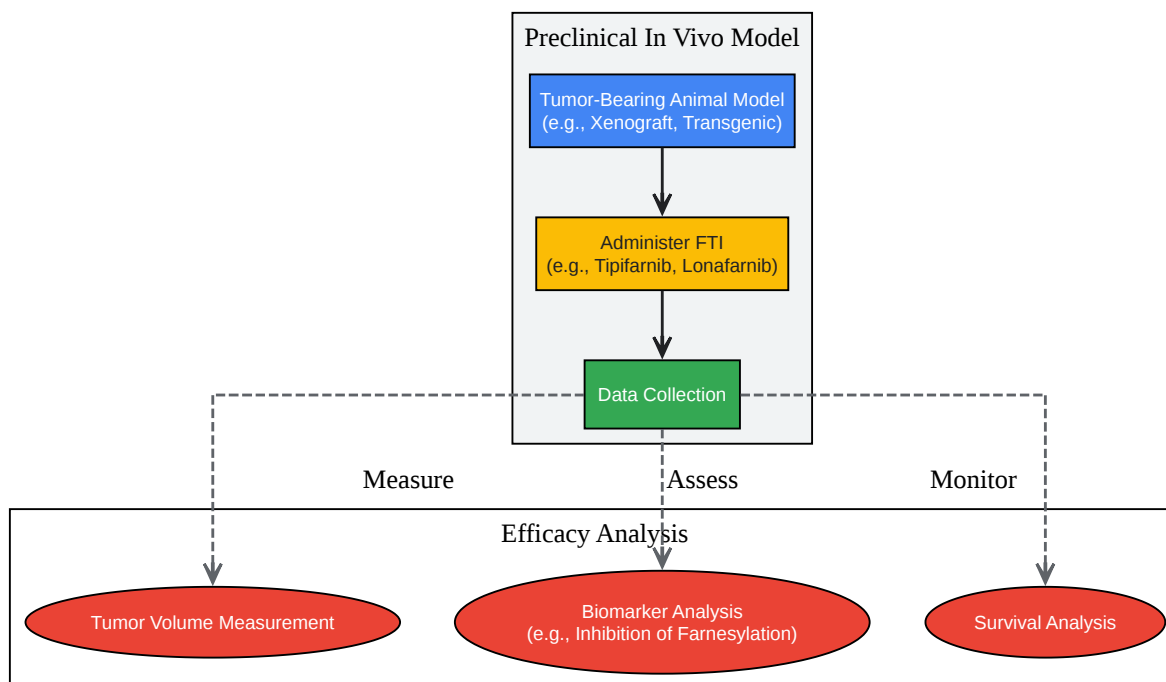 Preclinical In Vivo Model
Tumor-Bearing Animal Model
(e.g., Xenograft, Transgenic)
Administer FTI
(e.g., Tipifarnib, Lonafarnib)
Data Collection
Measure
Assess
Monitor
Efficacy Analysis
Tumor Volume Measurement
Biomarker Analysis
(e.g., Inhibition of Farnesylation)
Survival Analysis